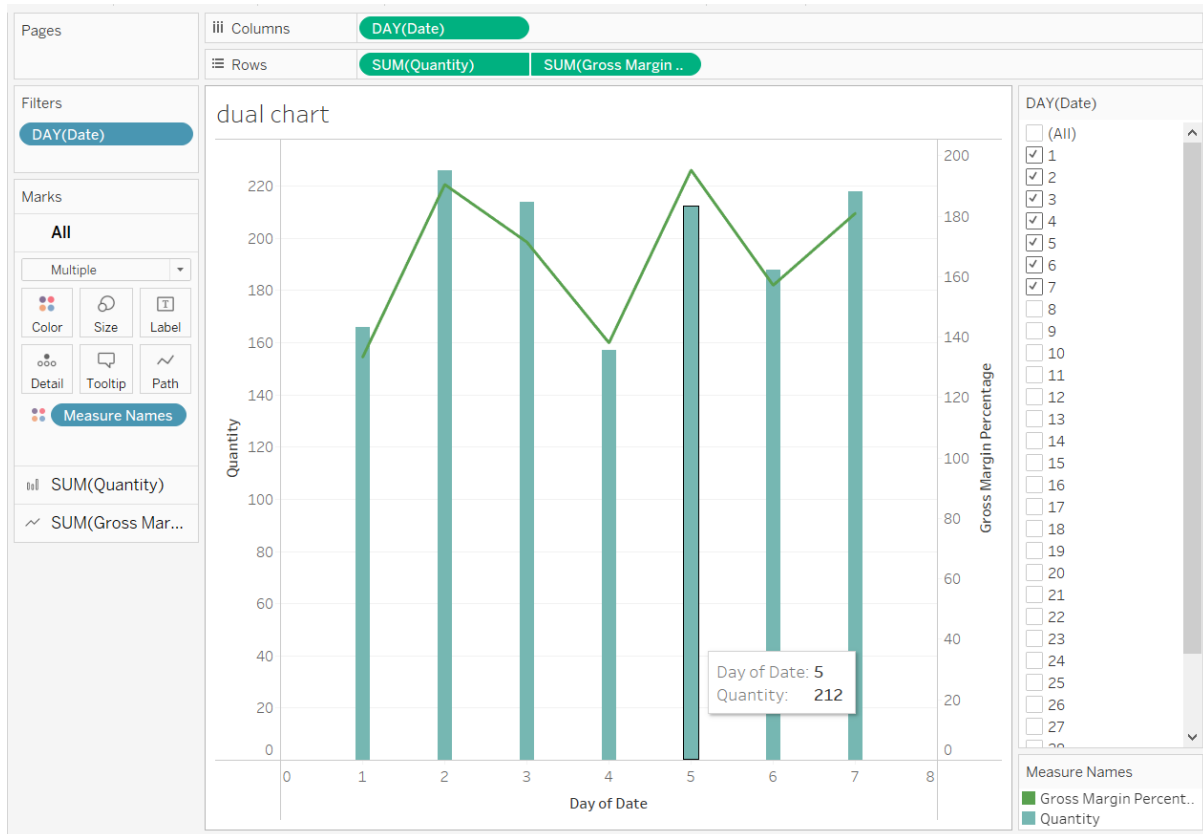 Pages
Columns
DAY(Date)
Rows
SUM(Quantity)
SUM(Gross Margin ..
Filters
DAY(Date)
Marks
All
Multiple
Color
Size
Label
Detail
Tooltip
Path
Measure Names
SUM(Quantity)
SUM(Gross Mar...
dual chart
Quantity
220
200
180
160
140
120
100
80
60
40
20
0
200
180
160
140
120
100
80
60
40
20
0
Gross Margin Percentage
Day of Date: 5
Quantity: 212
0 1 2 3 4 5 6 7 8
Day of Date
DAY(Date)
(All)
1
2
3
4
5
6
7
8
9
10
11
12
13
14
15
16
17
18
19
20
21
22
23
24
25
26
27
Measure Names
Gross Margin Percent..
Quantity